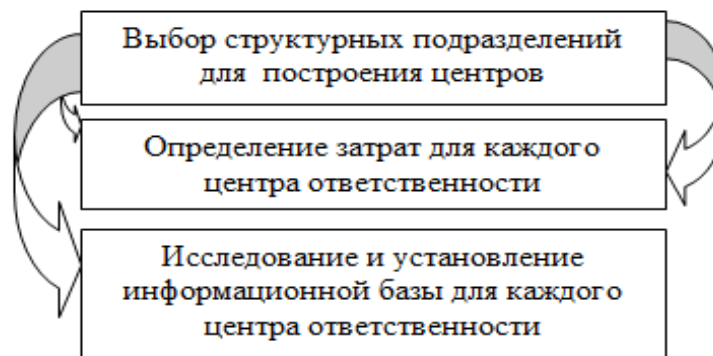 Выбор структурных подразделений
для построения центров
Определение затрат для каждого
центра ответственности
Исследование и установление
информационной базы для каждого
центра ответственности